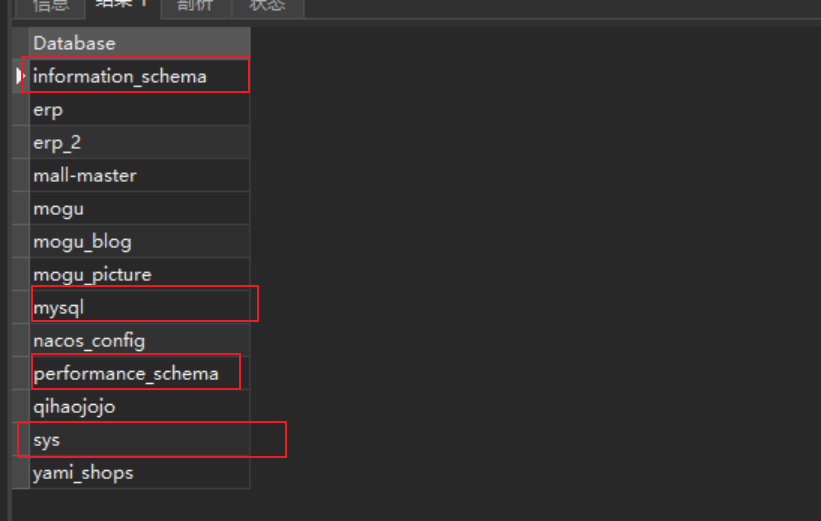 信息 结果 1 剖析 状态
Database
information_schema
erp
erp_2
mall-master
mogu
mogu_blog
mogu_picture
mysql
nacos_config
performance_schema
qihaojojo
sys
yami_shops